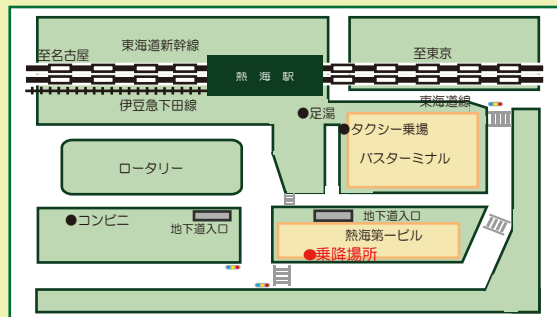 東海道新幹線
至名古屋
至東京
熱海駅
伊豆急下田線
東海道線
●足湯
●タクシー乗場
バスターミナル
ロータリー
●コンビニ
地下道入口
地下道入口
熱海第一ビル
●乗降場所